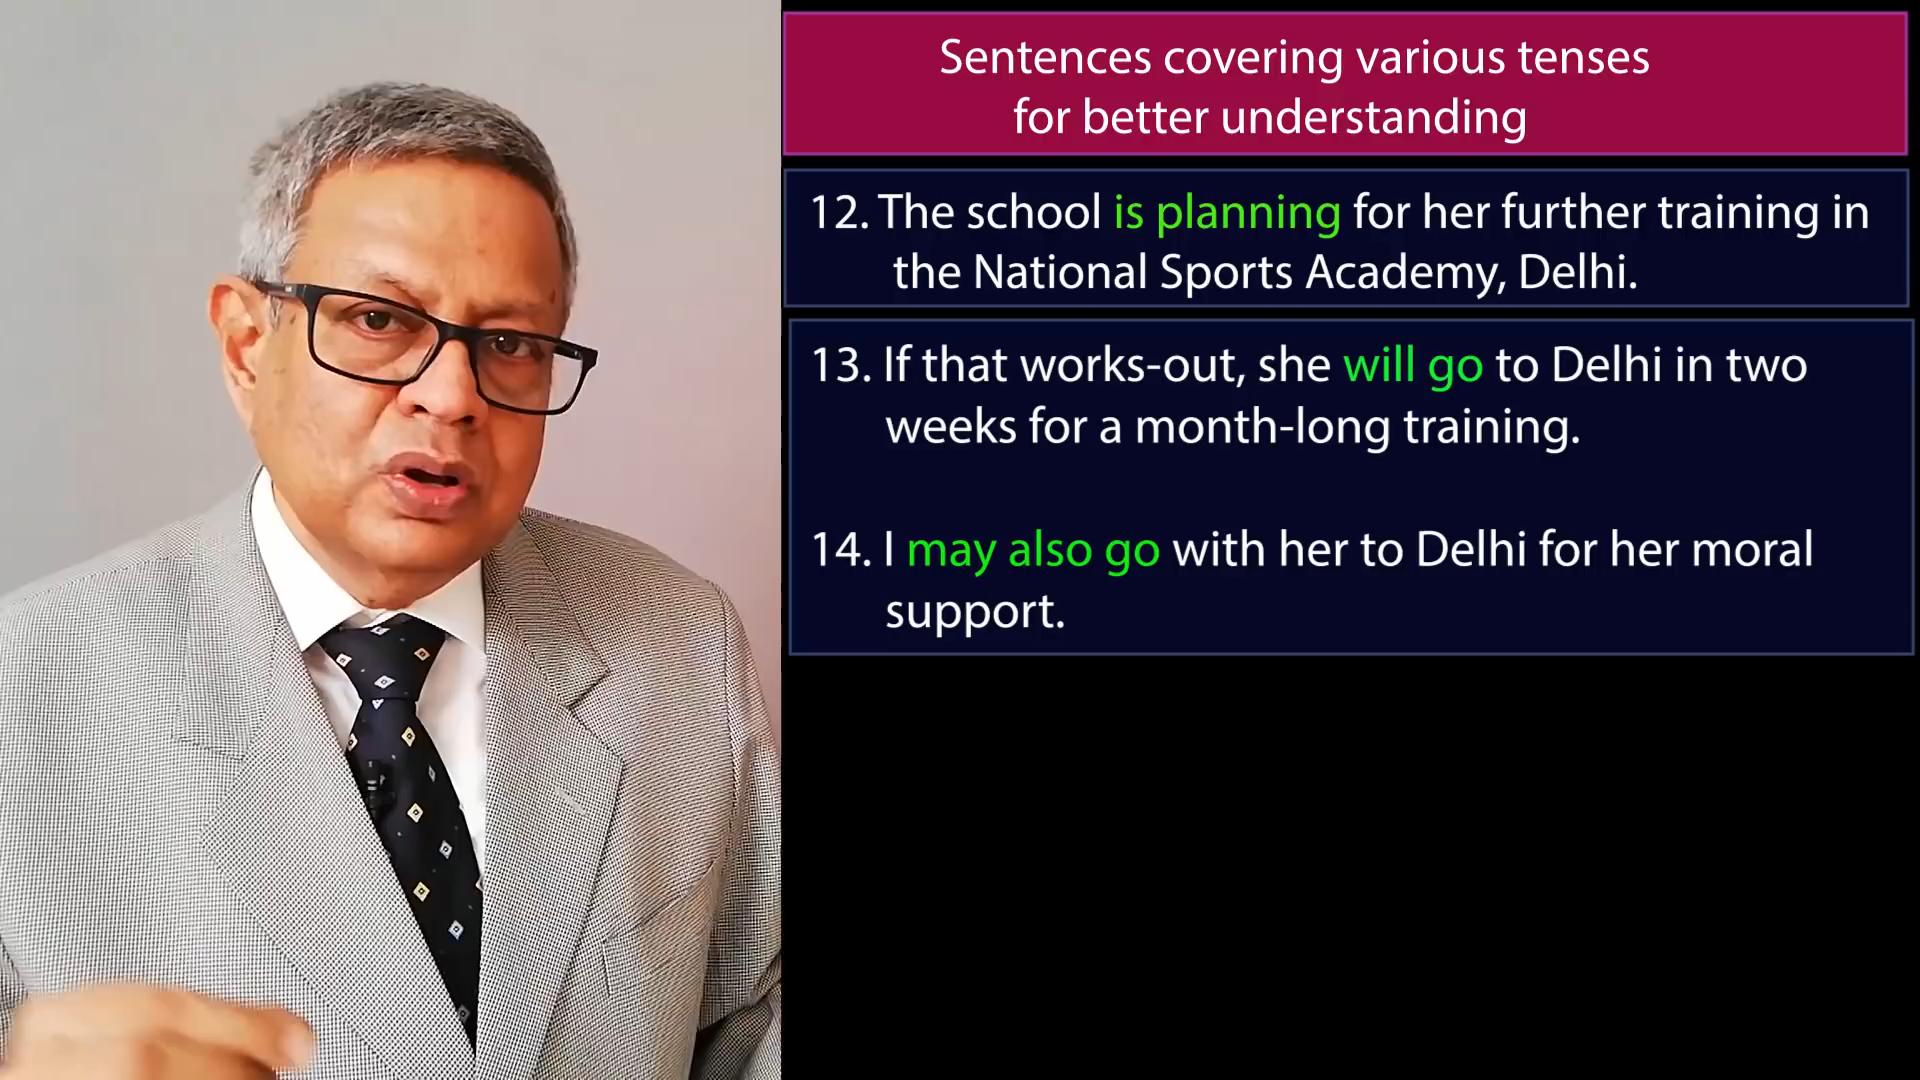 Sentences covering various tenses
for better understanding
12. The school is planning for her further training in
the National Sports Academy, Delhi.
13. If that works-out, she will go to Delhi in two
weeks for a month-long training.
14. I may also go with her to Delhi for her moral
support.